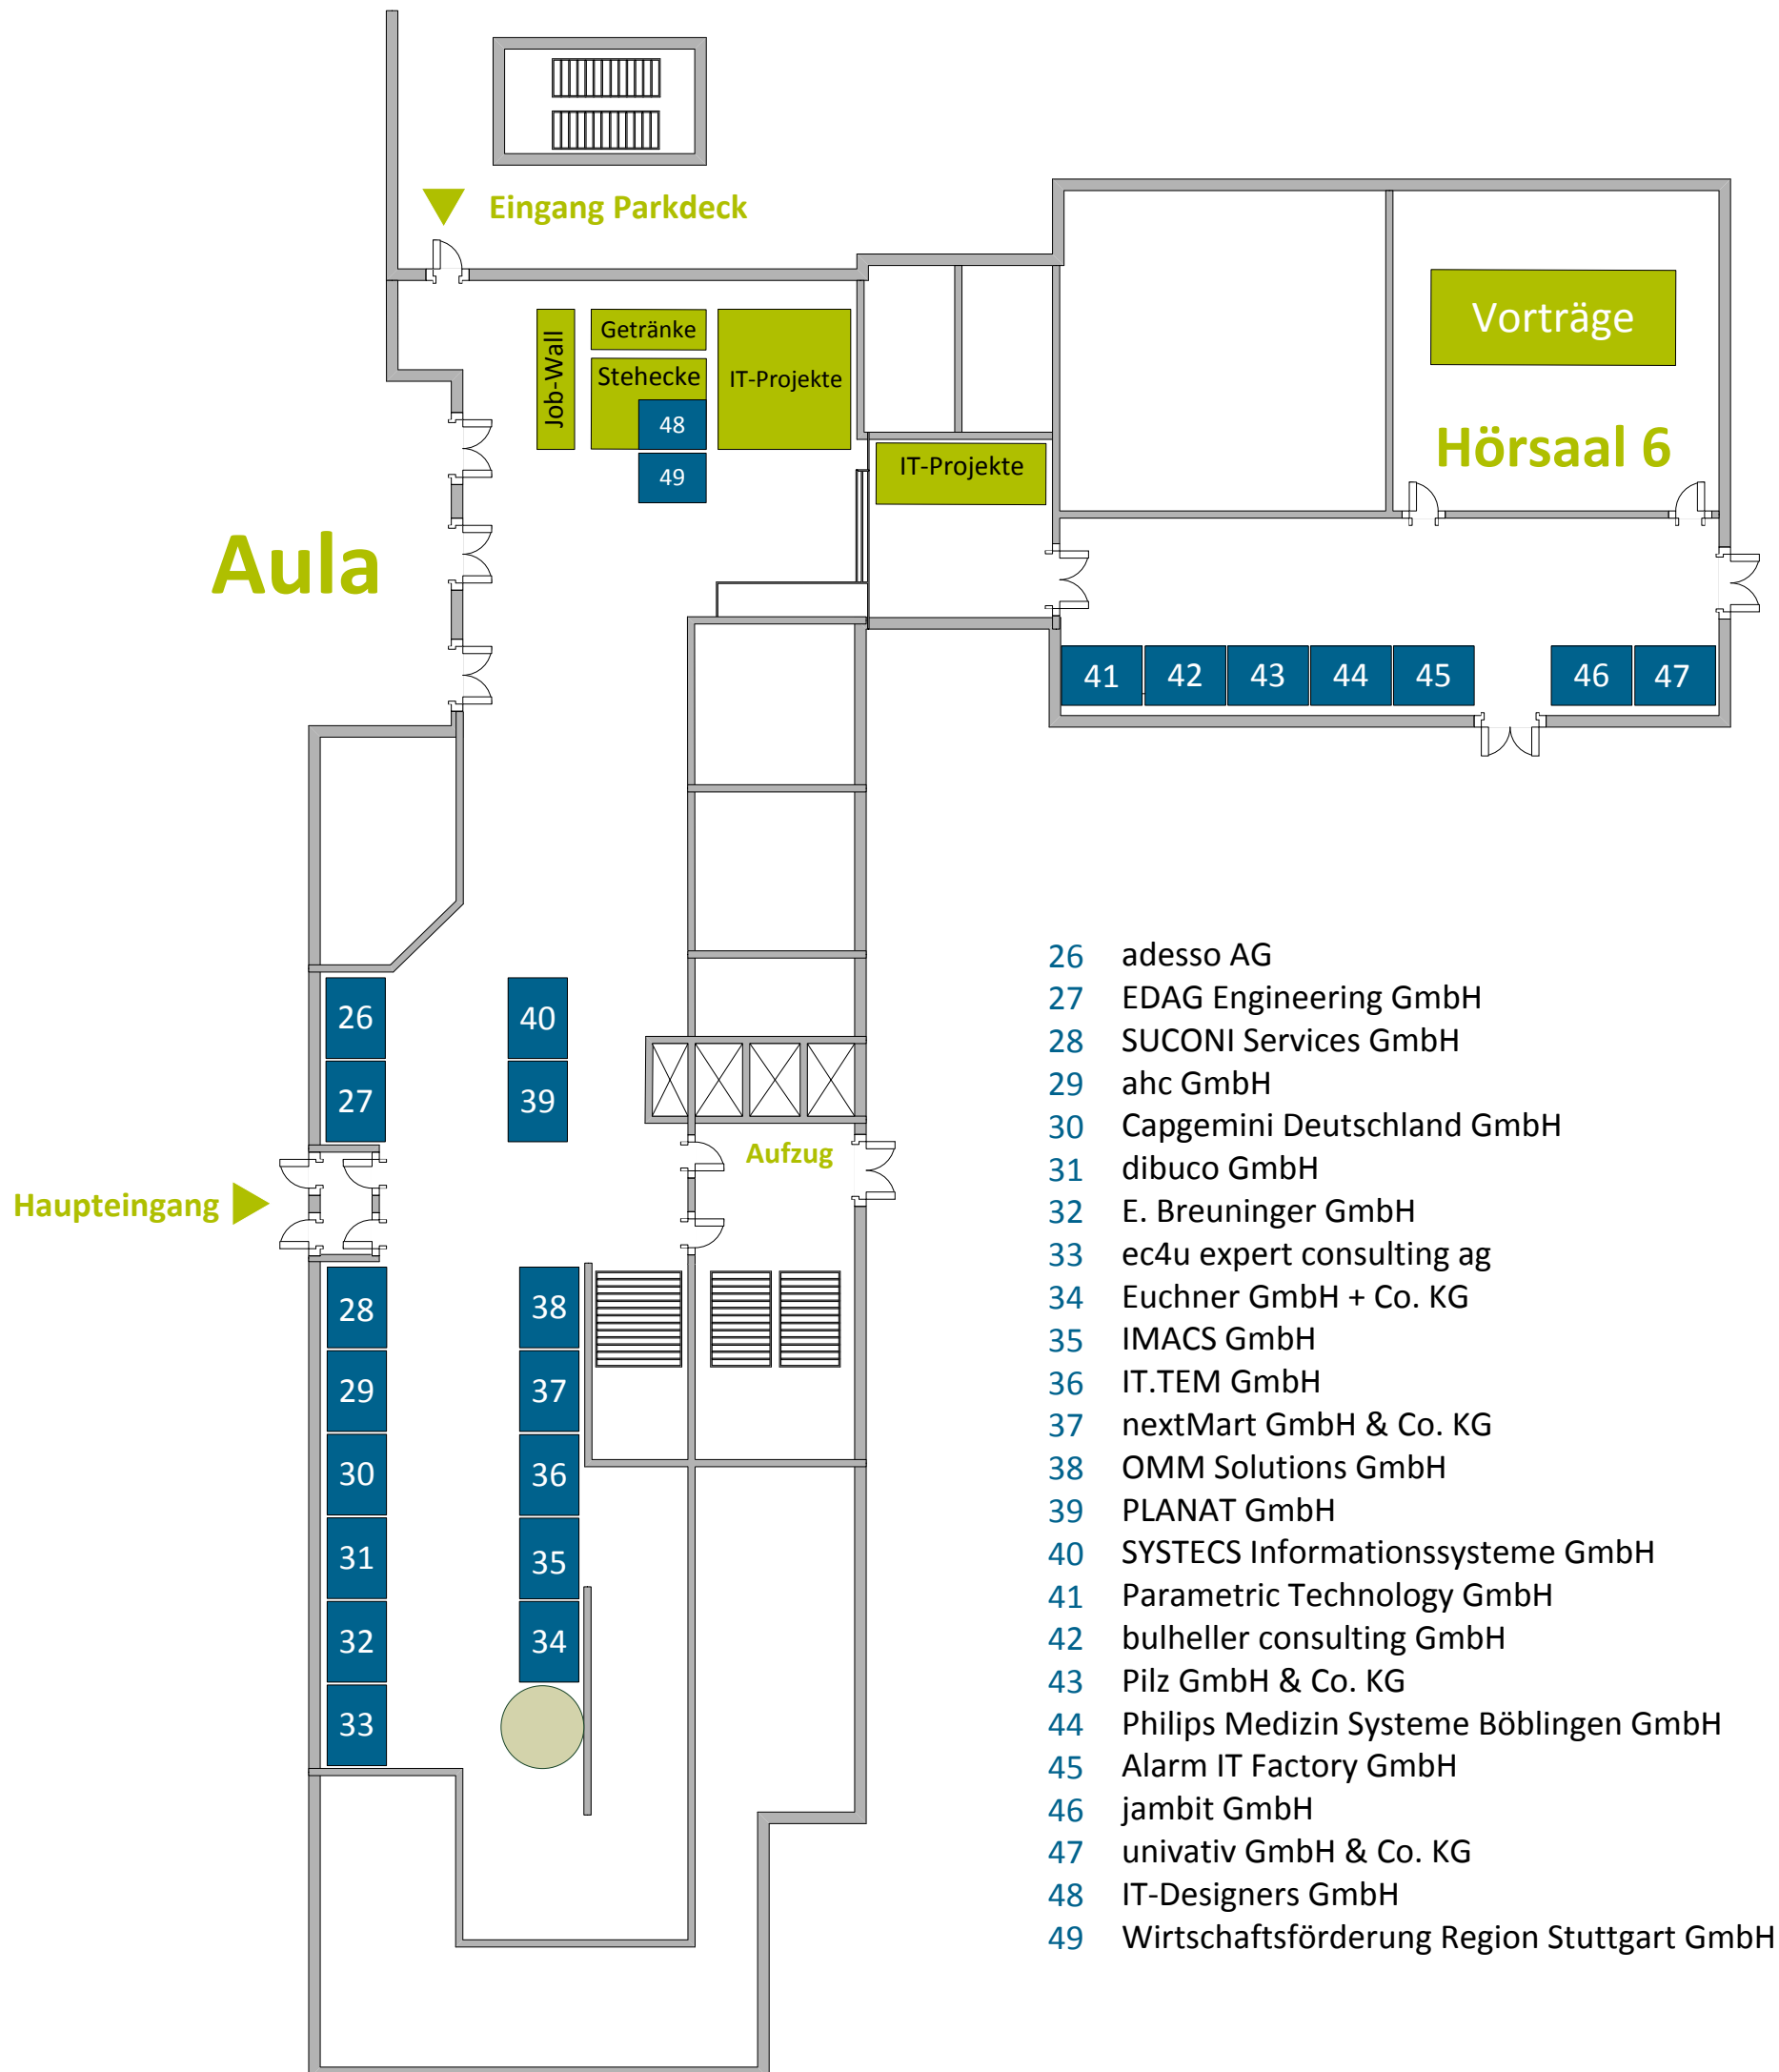 Eingang Parkdeck
Job-Wall
Getränke
Stehecke
IT-Projekte
48
49
IT-Projekte
Vorträge
Hörsaal 6
Aula
41
42
43
44
45
46
47
26
40
27
39
Aufzug
Haupteingang
28
38
29
37
30
36
31
35
32
34
33
26 adesso AG
27 EDAG Engineering GmbH
28 SUCONI Services GmbH
29 ahc GmbH
30 Capgemini Deutschland GmbH
31 dibuco GmbH
32 E. Breuninger GmbH
33 ec4u expert consulting ag
34 Euchner GmbH + Co. KG
35 IMACS GmbH
36 IT.TEM GmbH
37 nextMart GmbH & Co. KG
38 OMM Solutions GmbH
39 PLANAT GmbH
40 SYSTECS Informationssysteme GmbH
41 Parametric Technology GmbH
42 bulheller consulting GmbH
43 Pilz GmbH & Co. KG
44 Philips Medizin Systeme Böblingen GmbH
45 Alarm IT Factory GmbH
46 jambit GmbH
47 univativ GmbH & Co. KG
48 IT-Designers GmbH
49 Wirtschaftsförderung Region Stuttgart GmbH